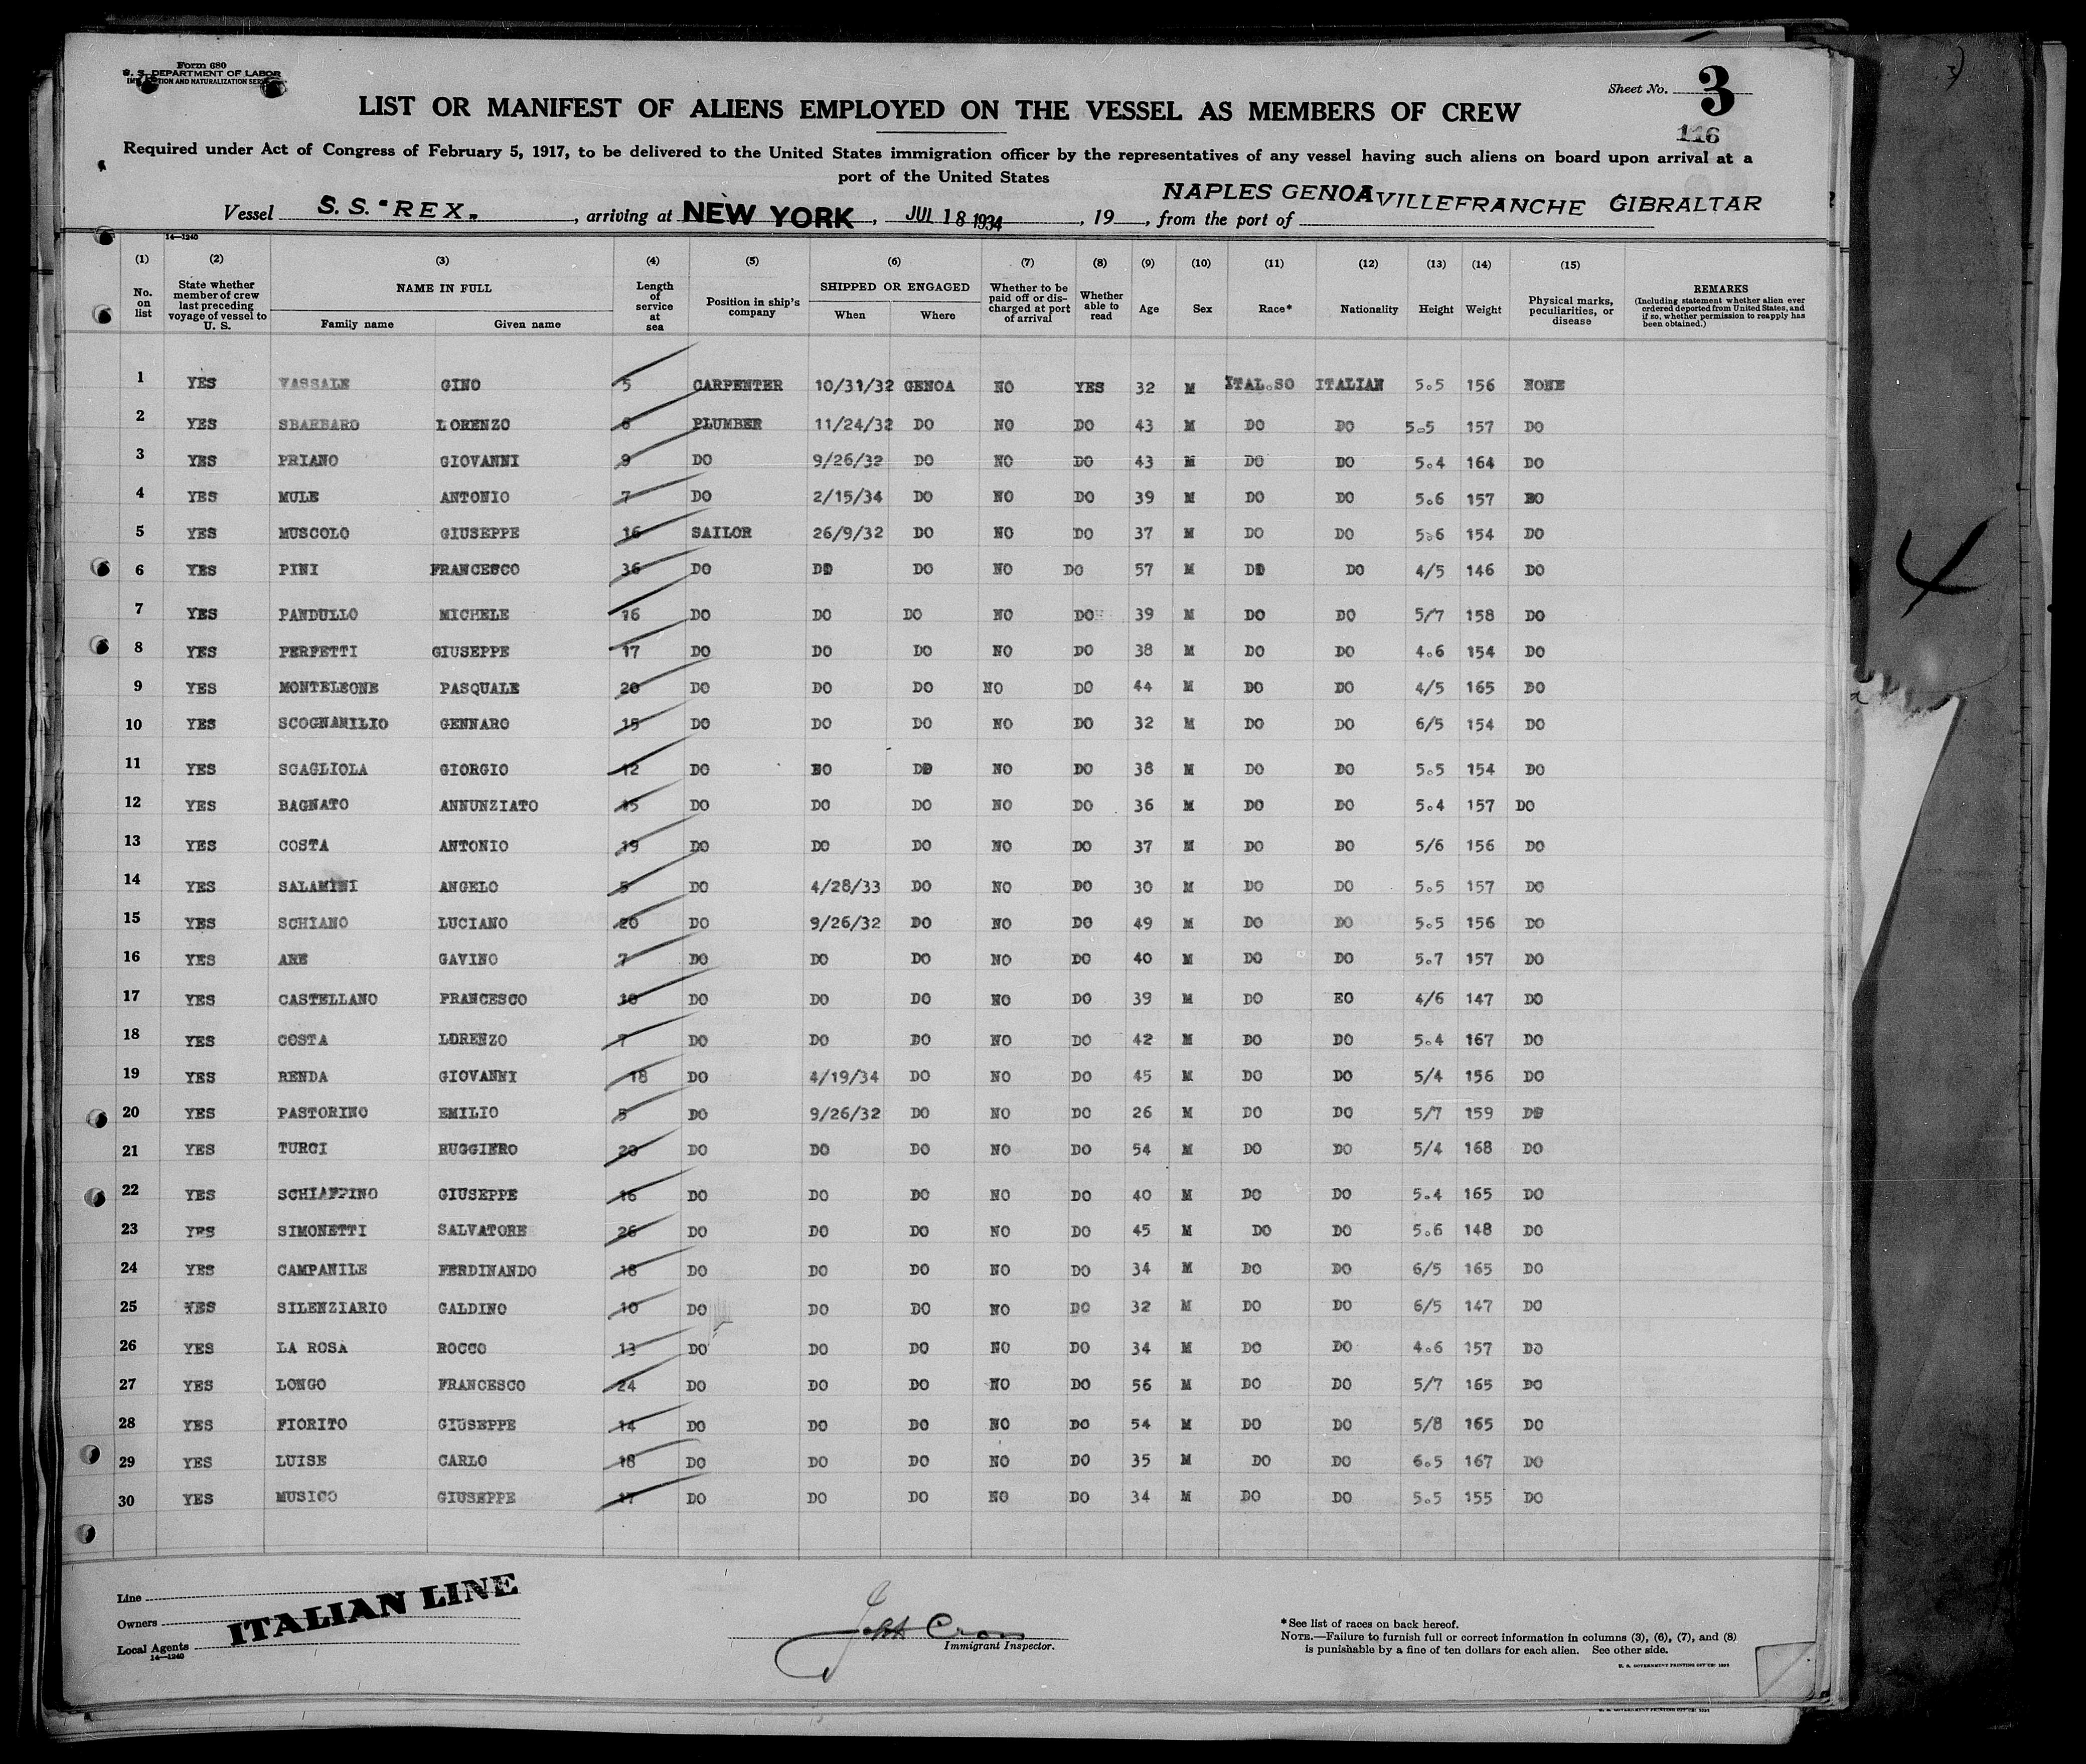 Form 680
U. S. DEPARTMENT OF LABOR
IMMIGRATION AND NATURALIZATION SERVICE
Sheet No. 3
116
LIST OR MANIFEST OF ALIENS EMPLOYED ON THE VESSEL AS MEMBERS OF CREW
Required under Act of Congress of February 5, 1917, to be delivered to the United States immigration officer by the representatives of any vessel having such aliens on board upon arrival at a
port of the United States
Vessel S.S. "REX", arriving at NEW YORK, JUL 18 1934, 19, from the port of NAPLES GENOA VILLEFRANCHE GIBRALTAR
14—1240
(1) (2) (3) (4) (5) (6) (7) (8) (9) (10) (11) (12) (13) (14) (15)
No. on list
State whether member of crew last preceding voyage of vessel to U. S.
NAME IN FULL
Family name Given name
Length of service at sea
Position in ship's company
SHIPPED OR ENGAGED
When Where
Whether to be paid off or discharged at port of arrival
Whether able to read
Age
Sex
Race*
Nationality
Height
Weight
Physical marks, peculiarities, or disease
REMARKS
(Including statement whether alien ever ordered deported from United States, and if so, whether permission to reapply has been obtained.)
1 YES VASSALE GINO 5 CARPENTER 10/31/32 GENOA NO YES 32 M ITAL.SO ITALIAN 5.5 156 NONE
2 YES SBARBARO LORENZO 6 PLUMBER 11/24/32 DO NO DO 43 M DO DO 5.5 157 DO
3 YES PRIANO GIOVANNI 9 DO 9/26/32 DO NO DO 43 M DO DO 5.4 164 DO
4 YES MULE ANTONIO 7 DO 2/15/34 DO NO DO 39 M DO DO 5.6 157 DO
5 YES MUSCOLO GIUSEPPE 16 SAILOR 26/9/32 DO NO DO 37 M DO DO 5.6 154 DO
6 YES PINI FRANCESCO 36 DO DO DO NO DO 57 M DO DO 4/5 146 DO
7 YES PANDULLO MICHELE 16 DO DO DO NO DO 39 M DO DO 5/7 158 DO
8 YES PERFETTI GIUSEPPE 17 DO DO DO NO DO 38 M DO DO 4.6 154 DO
9 YES MONTELEONE PASQUALE 20 DO DO DO NO DO 44 M DO DO 4/5 165 DO
10 YES SCOGNAMILIO GENNARO 15 DO DO DO NO DO 32 M DO DO 6/5 154 DO
11 YES SCAGLIOLA GIORGIO 12 DO DO DO NO DO 38 M DO DO 5.5 154 DO
12 YES BAGNATO ANNUNZIATO 15 DO DO DO NO DO 36 M DO DO 5.4 157 DO
13 YES COSTA ANTONIO 19 DO DO DO NO DO 37 M DO DO 5/6 156 DO
14 YES SALAMINI ANGELO 5 DO 4/28/33 DO NO DO 30 M DO DO 5.5 157 DO
15 YES SCHIANO LUCIANO 20 DO 9/26/32 DO NO DO 49 M DO DO 5.5 156 DO
16 YES ARE GAVINO 7 DO DO DO NO DO 40 M DO DO 5.7 157 DO
17 YES CASTELLANO FRANCESCO 10 DO DO DO NO DO 39 M DO EO 4/6 147 DO
18 YES COSTA LORENZO 7 DO DO DO NO DO 42 M DO DO 5.4 167 DO
19 YES RENDA GIOVANNI 18 DO 4/19/34 DO NO DO 45 M DO DO 5/4 156 DO
20 YES PASTORINO EMILIO 5 DO 9/26/32 DO NO DO 26 M DO DO 5/7 159 DO
21 YES TURCI RUGGIERO 20 DO DO DO NO DO 54 M DO DO 5/4 168 DO
22 YES SCHIAFFINO GIUSEPPE 16 DO DO DO NO DO 40 M DO DO 5.4 165 DO
23 YES SIMONETTI SALVATORE 26 DO DO DO NO DO 45 M DO DO 5.6 148 DO
24 YES CAMPANILE FERDINANDO 18 DO DO DO NO DO 34 M DO DO 6/5 165 DO
25 YES SILENZIARIO GALDINO 10 DO DO DO NO DO 32 M DO DO 6/5 147 DO
26 YES LA ROSA ROCCO 13 DO DO DO NO DO 34 M DO DO 4.6 157 DO
27 YES LONGO FRANCESCO 24 DO DO DO NO DO 56 M DO DO 5/7 165 DO
28 YES FIORITO GIUSEPPE 14 DO DO DO NO DO 54 M DO DO 5/8 165 DO
29 YES LUISE CARLO 18 DO DO DO NO DO 35 M DO DO 6.5 167 DO
30 YES MUSICO GIUSEPPE 17 DO DO DO NO DO 34 M DO DO 5.5 155 DO
Line
Owners
Local Agents
ITALIAN LINE
14—1240
Immigrant Inspector.
*See list of races on back hereof.
NOTE.—Failure to furnish full or correct information in columns (3), (6), (7), and (8)
is punishable by a fine of ten dollars for each alien. See other side.
U. S. GOVERNMENT PRINTING OFFICE